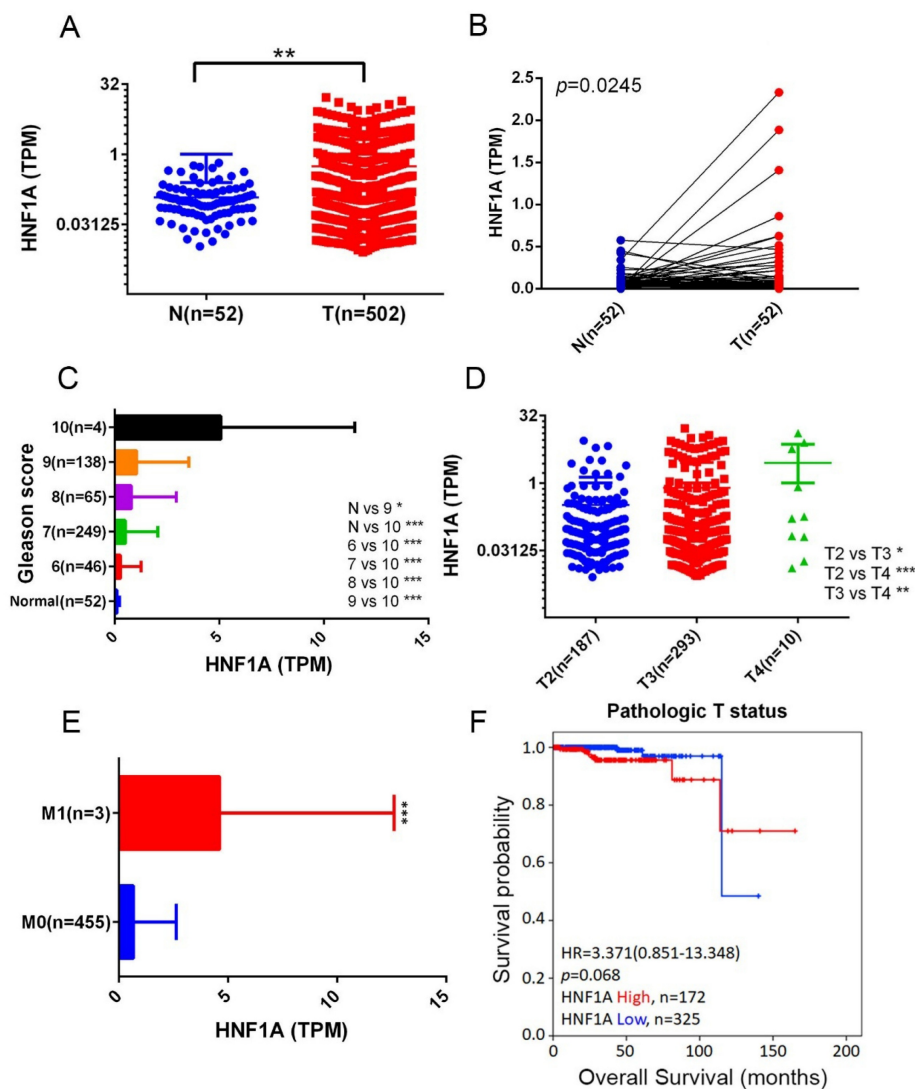 A
**
32
1
0.03125
HNF1A (TPM)
N(n=52)
T(n=502)
B
p=0.0245
2.5
2.0
1.5
1.0
0.5
0.0
HNF1A (TPM)
N(n=52)
T(n=52)
C
Gleason score
10(n=4)
9(n=138)
8(n=65)
7(n=249)
6(n=46)
Normal(n=52)
N vs 9 *
N vs 10 ***
6 vs 10 ***
7 vs 10 ***
8 vs 10 ***
9 vs 10 ***
0
5
10
15
HNF1A (TPM)
D
32
1
0.03125
HNF1A (TPM)
T2 vs T3 *
T2 vs T4 ***
T3 vs T4 **
T2(n=187)
T3(n=293)
T4(n=10)
Pathologic T status
E
M1(n=3)
M0(n=455)
***
0
5
10
15
HNF1A (TPM)
F
1.0
0.8
0.6
0.4
0.2
0.0
Survival probability
HR=3.371(0.851-13.348)
p=0.068
HNF1A High, n=172
HNF1A Low, n=325
0
50
100
150
200
Overall Survival (months)